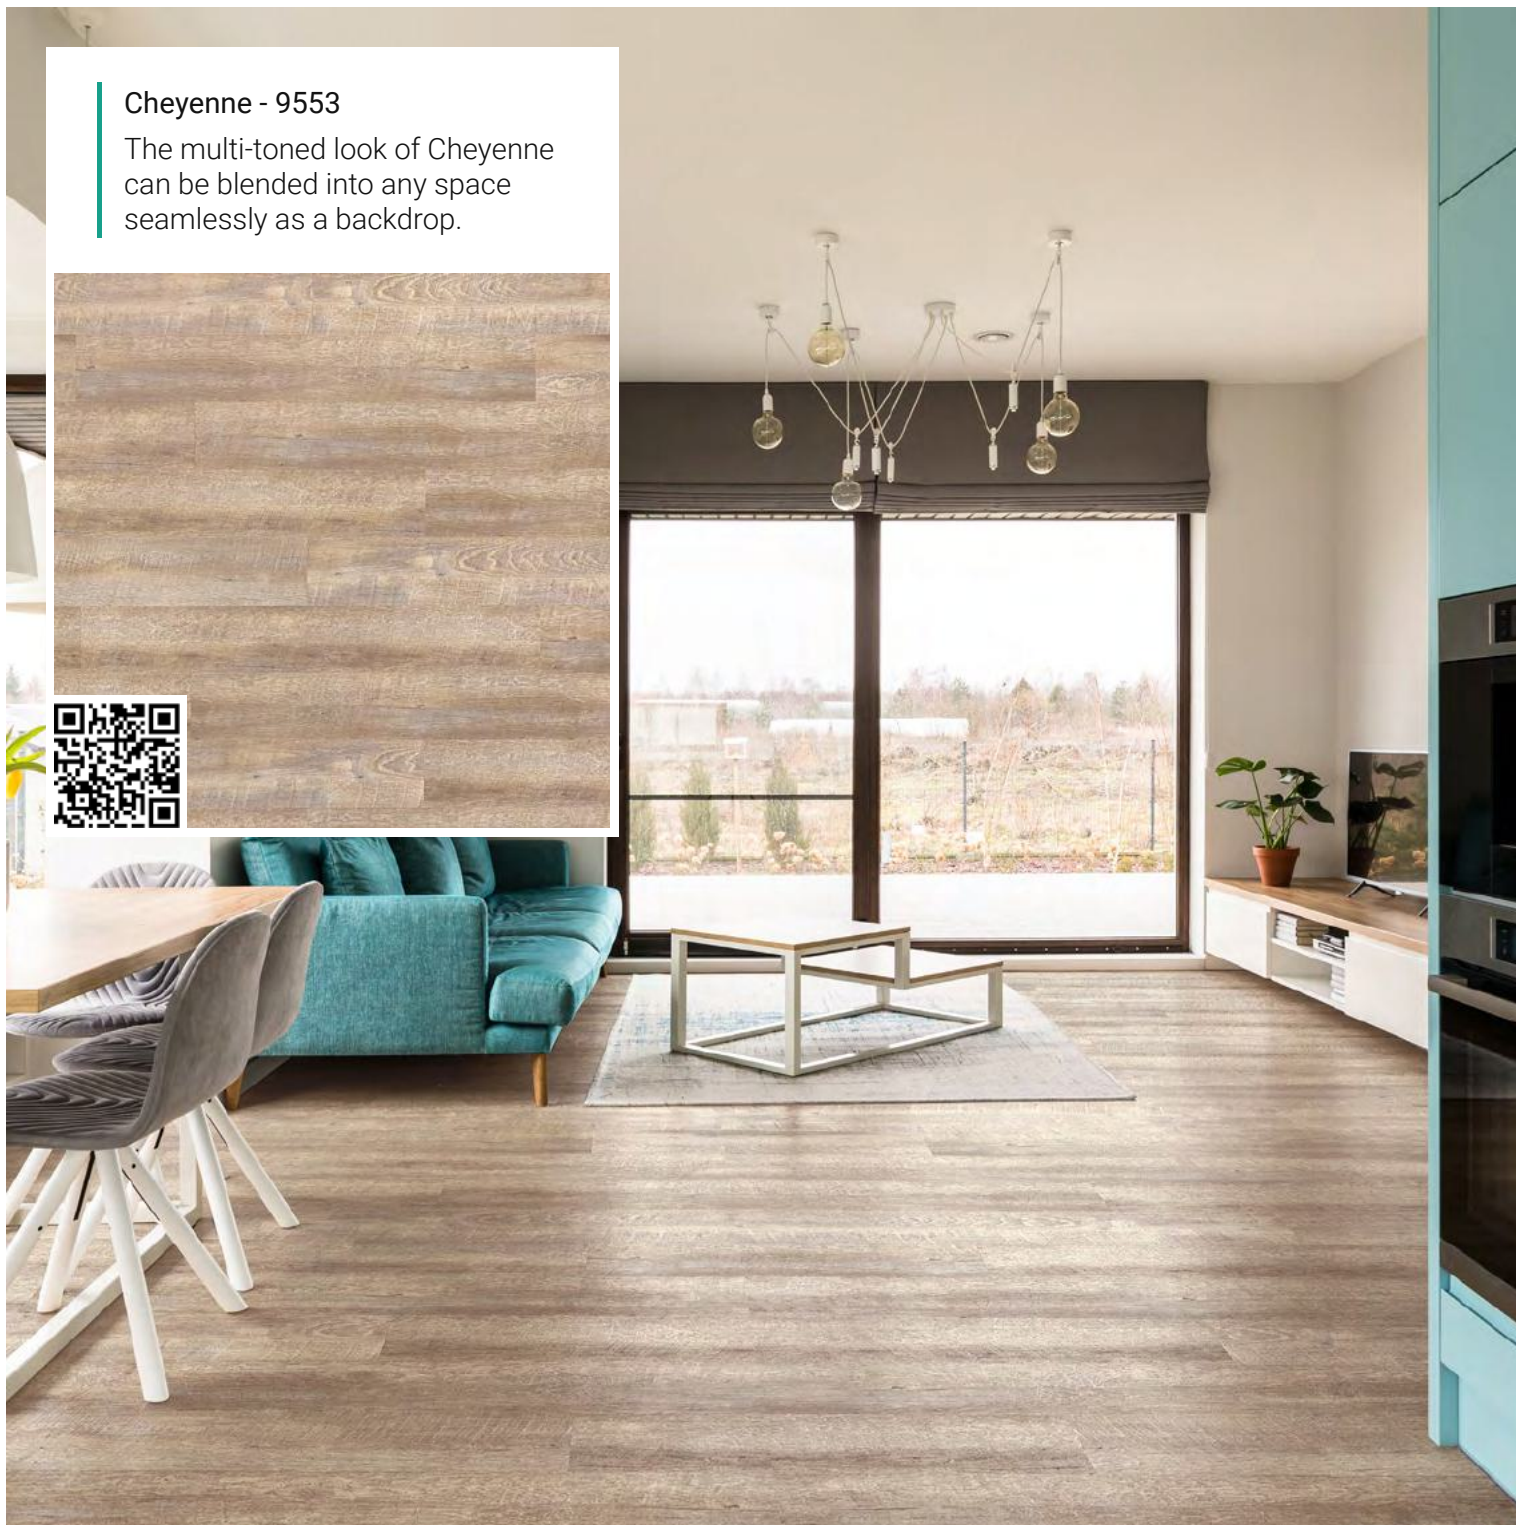 Cheyenne - 9553
The multi-toned look of Cheyenne
can be blended into any space
seamlessly as a backdrop.